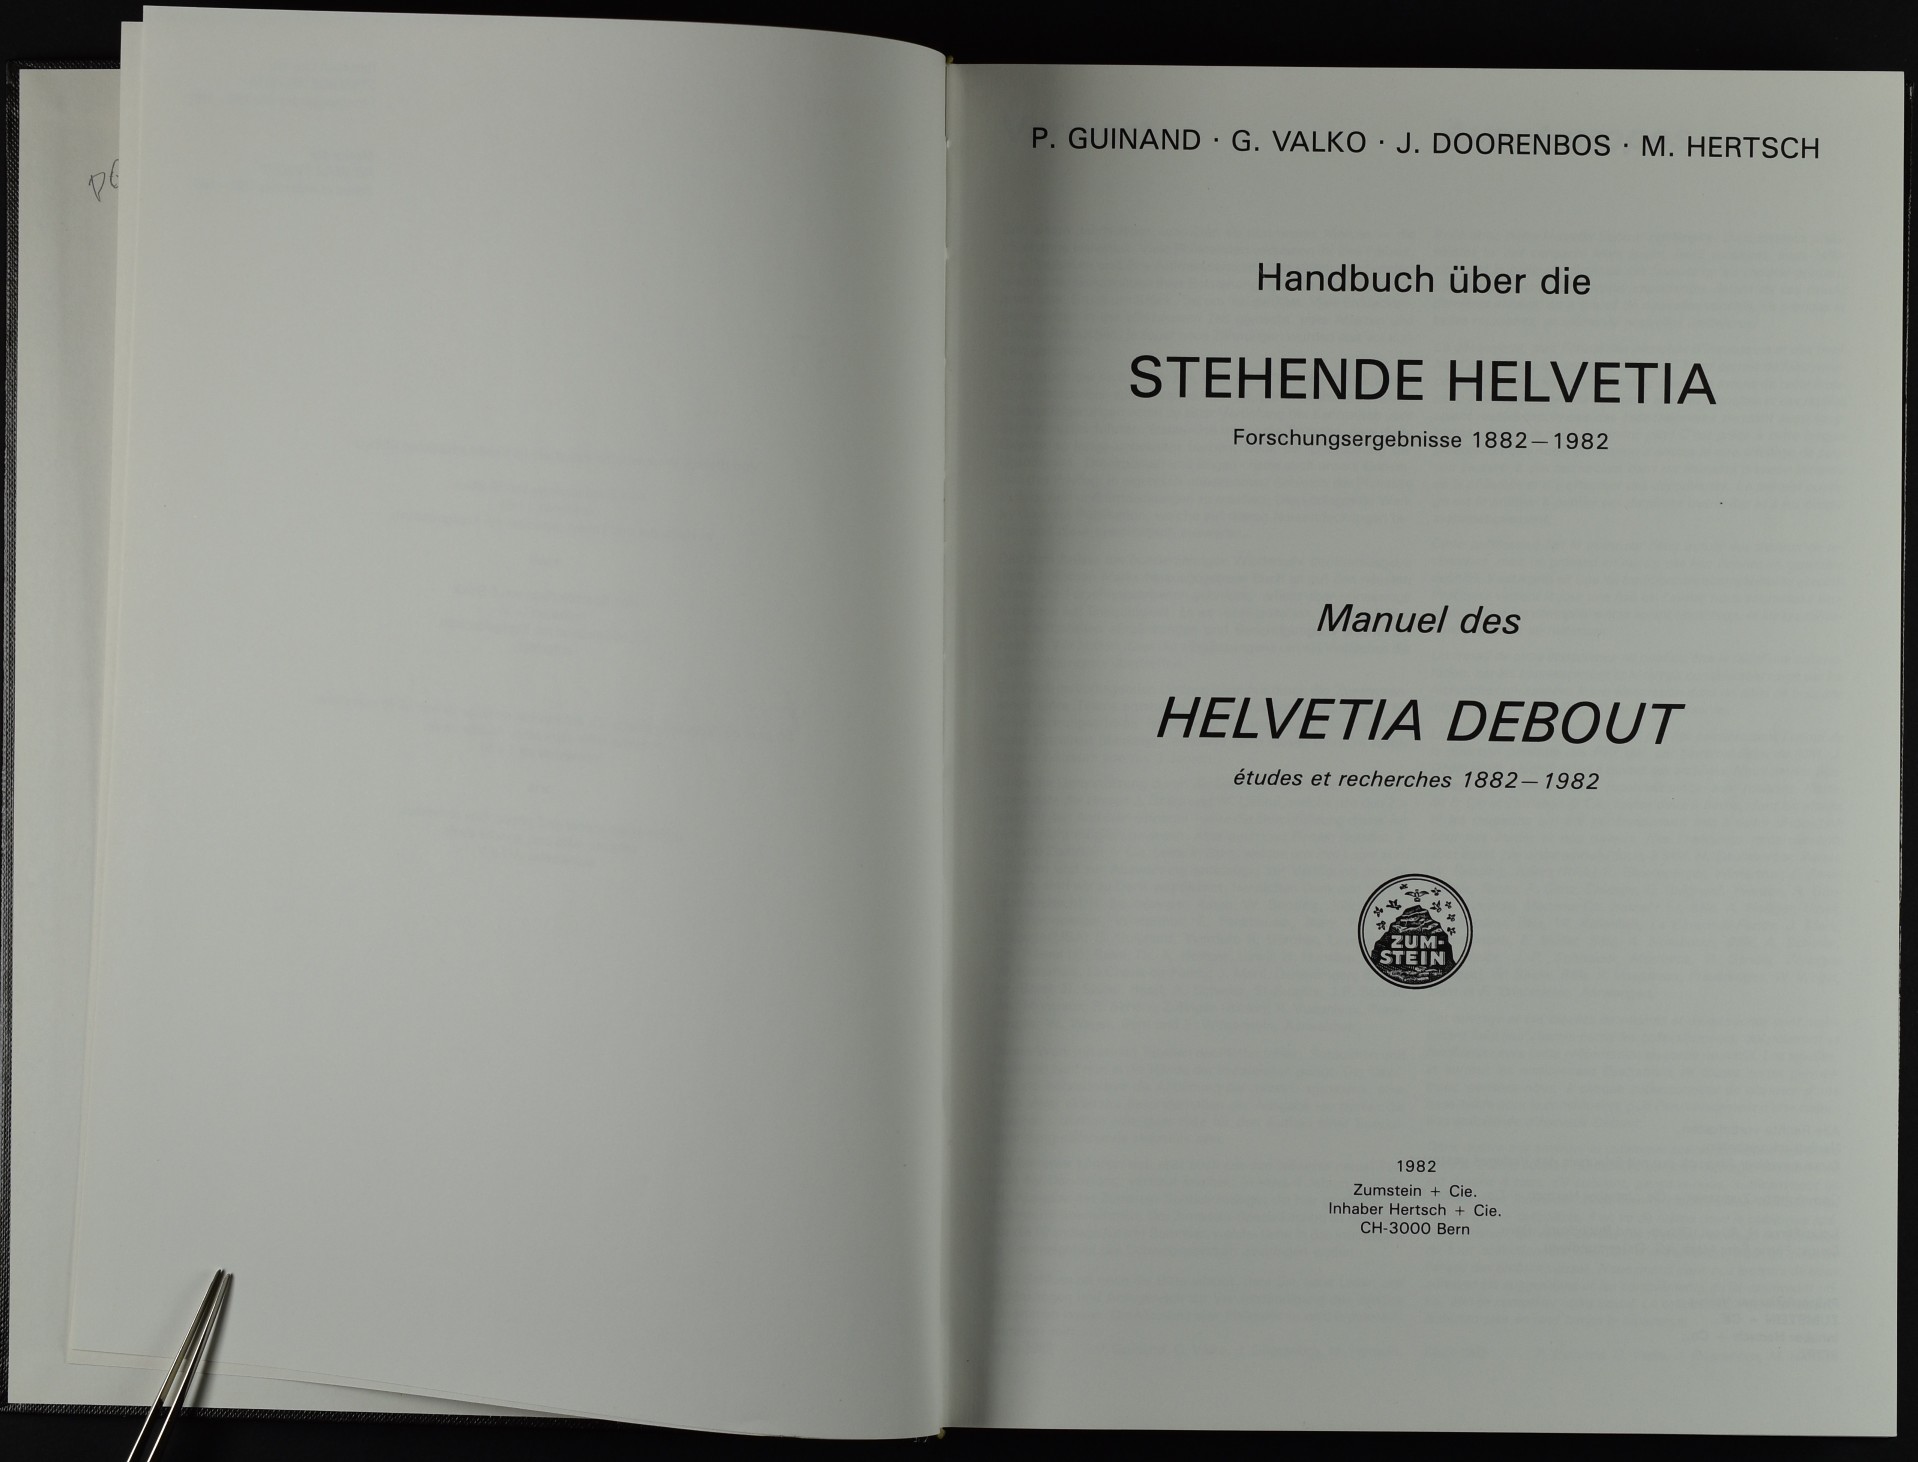 P. GUINAND · G. VALKO · J. DOORENBOS · M. HERTSCH
Handbuch über die
STEHENDE HELVETIA
Forschungsergebnisse 1882—1982
Manuel des
HELVETIA DEBOUT
études et recherches 1882—1982
ZUM-
STEIN
1982
Zumstein + Cie.
Inhaber Hertsch + Cie.
CH-3000 Bern